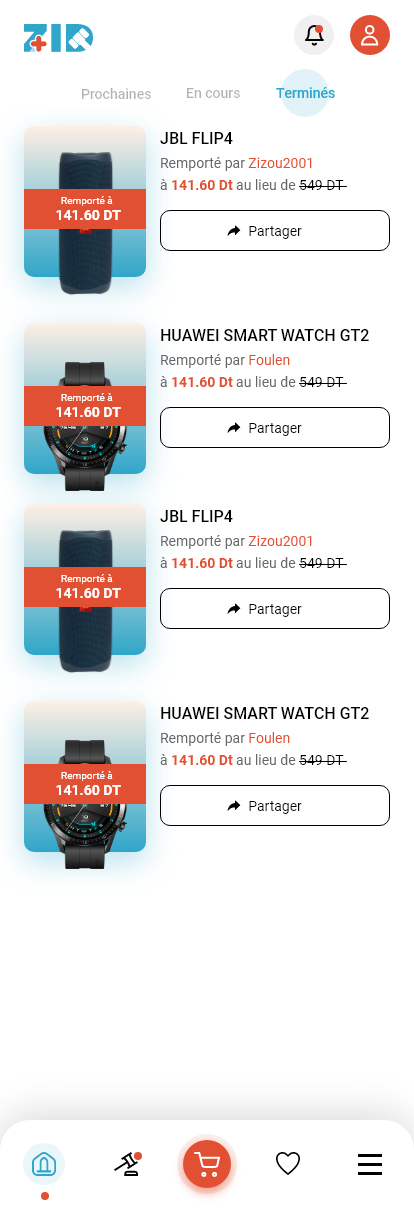 ZID
Prochaines En cours Terminés
JBL FLIP4
Remporté par Zizou2001
à 141.60 Dt au lieu de 549 DT
Remporté à
141.60 DT
Partager
HUAWEI SMART WATCH GT2
Remporté par Foulen
à 141.60 Dt au lieu de 549 DT
Remporté à
141.60 DT
Partager
JBL FLIP4
Remporté par Zizou2001
à 141.60 Dt au lieu de 549 DT
Remporté à
141.60 DT
Partager
HUAWEI SMART WATCH GT2
Remporté par Foulen
à 141.60 Dt au lieu de 549 DT
Remporté à
141.60 DT
Partager